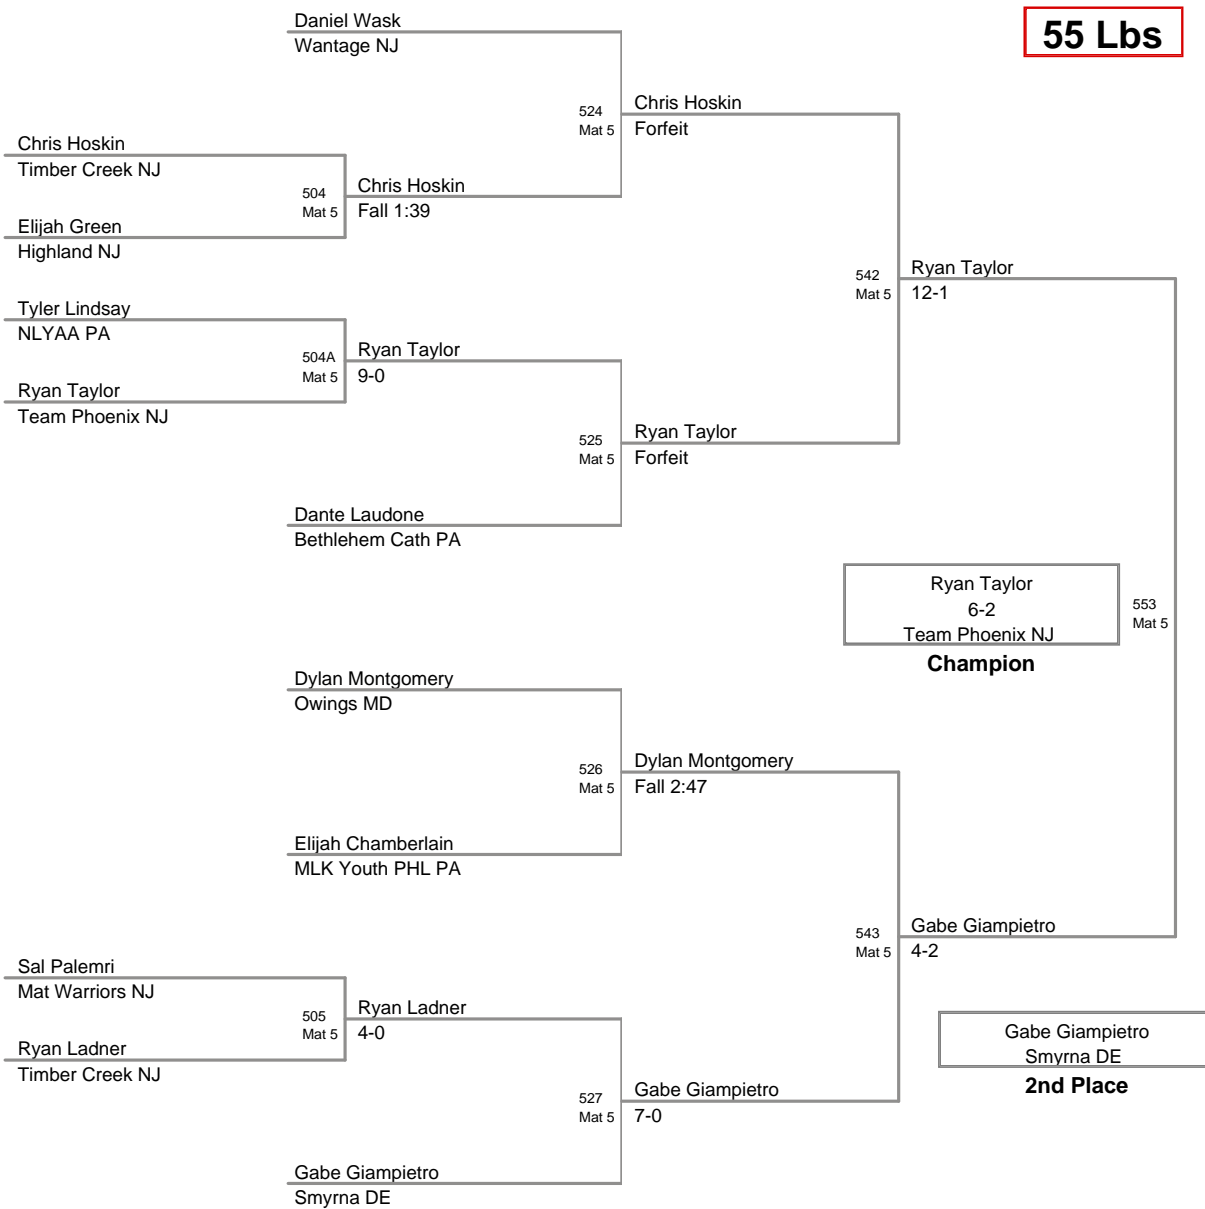 Daniel Wask
Wantage NJ
55 Lbs
524
Mat 5
Chris Hoskin
Forfeit
Chris Hoskin
Timber Creek NJ
504
Mat 5
Chris Hoskin
Fall 1:39
Elijah Green
Highland NJ
542
Mat 5
Ryan Taylor
12-1
Tyler Lindsay
NLYAA PA
504A
Mat 5
Ryan Taylor
9-0
Ryan Taylor
Team Phoenix NJ
525
Mat 5
Ryan Taylor
Forfeit
Dante Laudone
Bethlehem Cath PA
Ryan Taylor
6-2
Team Phoenix NJ
Champion
553
Mat 5
Dylan Montgomery
Owings MD
526
Mat 5
Dylan Montgomery
Fall 2:47
Elijah Chamberlain
MLK Youth PHL PA
543
Mat 5
Gabe Giampietro
4-2
Sal Palemri
Mat Warriors NJ
505
Mat 5
Ryan Ladner
4-0
Ryan Ladner
Timber Creek NJ
Gabe Giampietro
Smyrna DE
2nd Place
527
Mat 5
Gabe Giampietro
7-0
Gabe Giampietro
Smyrna DE